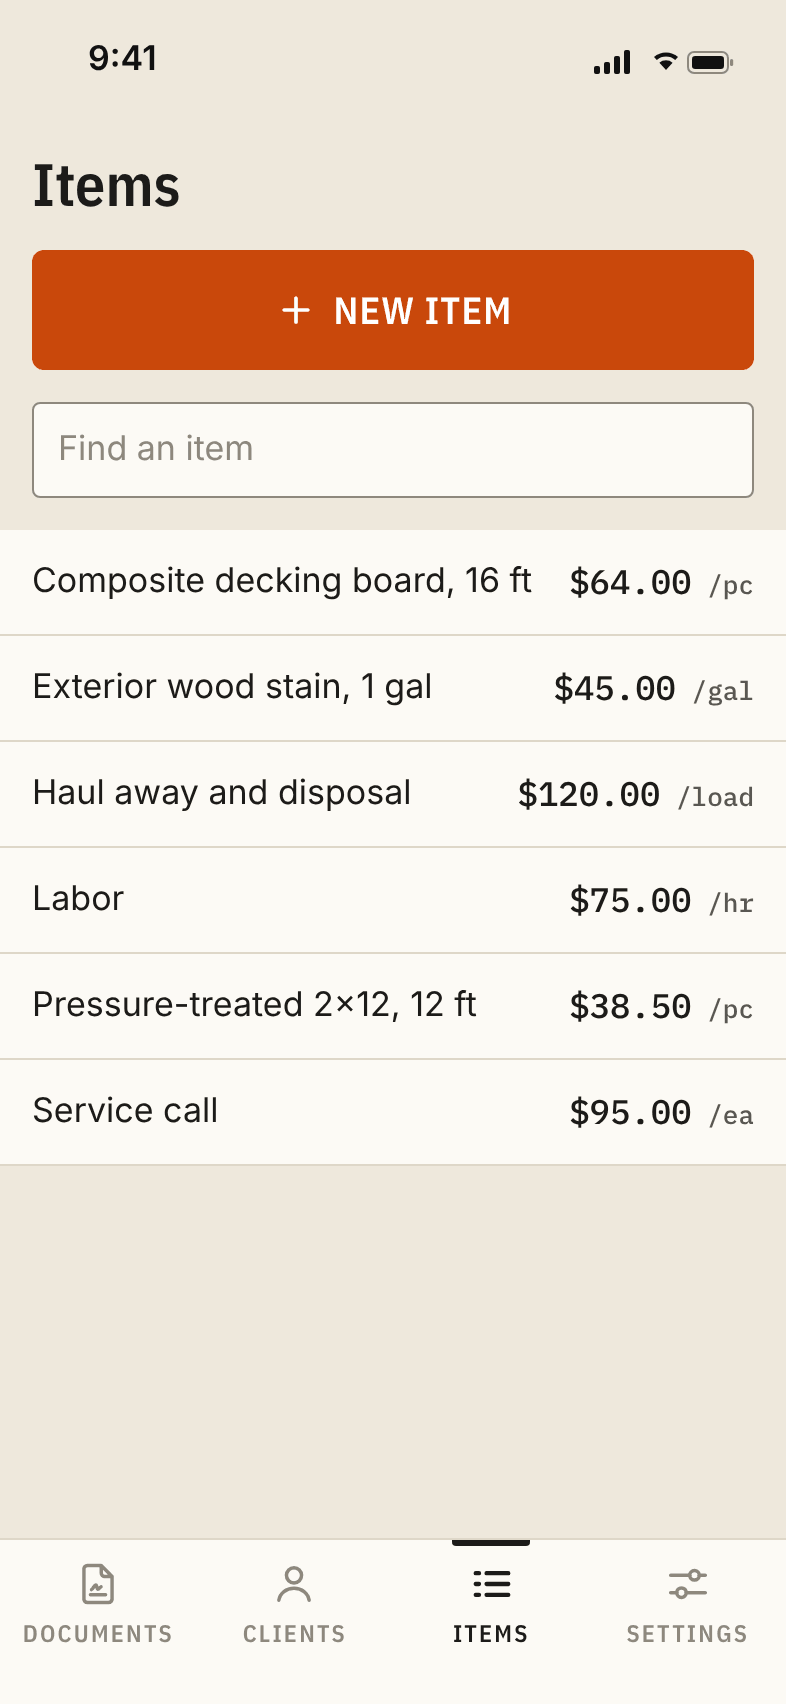 9:41
Items
+ NEW ITEM
Find an item
Composite decking board, 16 ft $64.00 /pc
Exterior wood stain, 1 gal $45.00 /gal
Haul away and disposal $120.00 /load
Labor $75.00 /hr
Pressure-treated 2×12, 12 ft $38.50 /pc
Service call $95.00 /ea
DOCUMENTS CLIENTS ITEMS SETTINGS